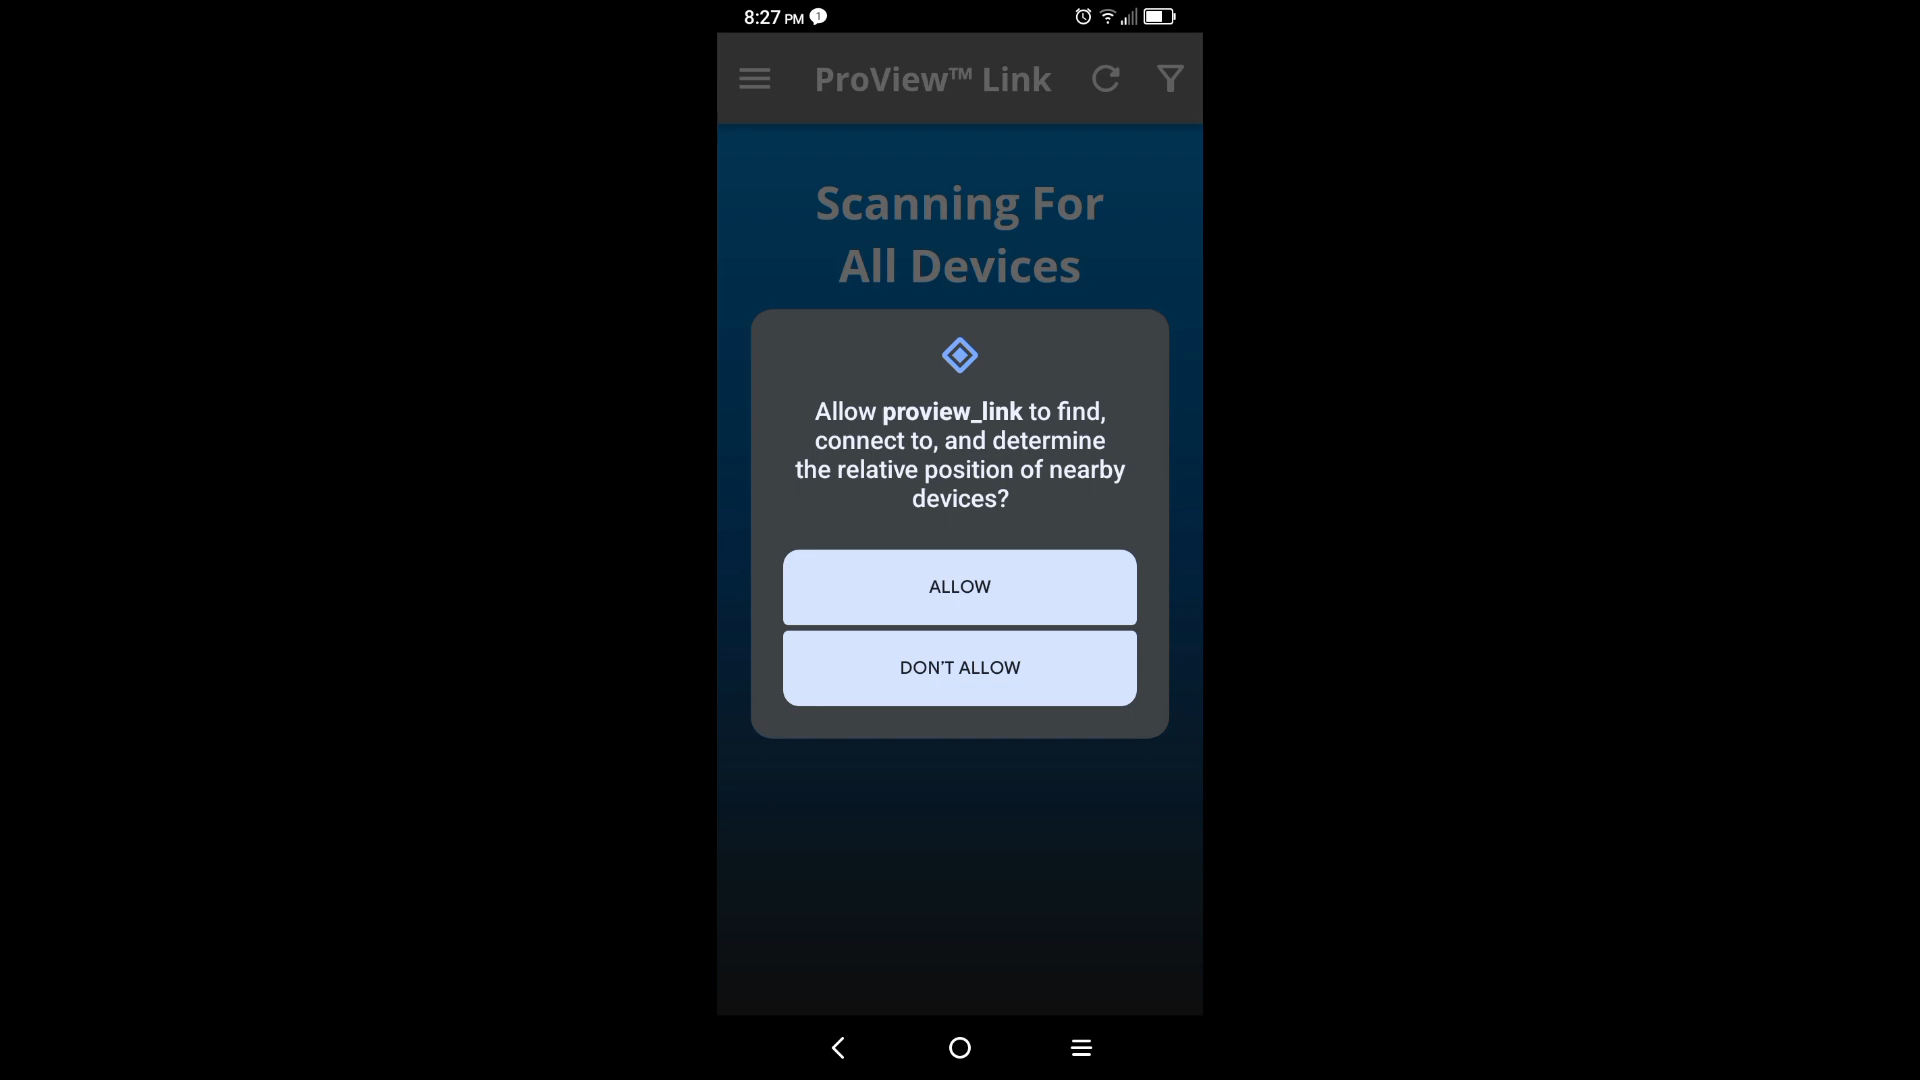 8:27 PM 1
ProView™ Link
Scanning For
All Devices
Allow proview_link to find,
connect to, and determine
the relative position of nearby
devices?
ALLOW
DON'T ALLOW